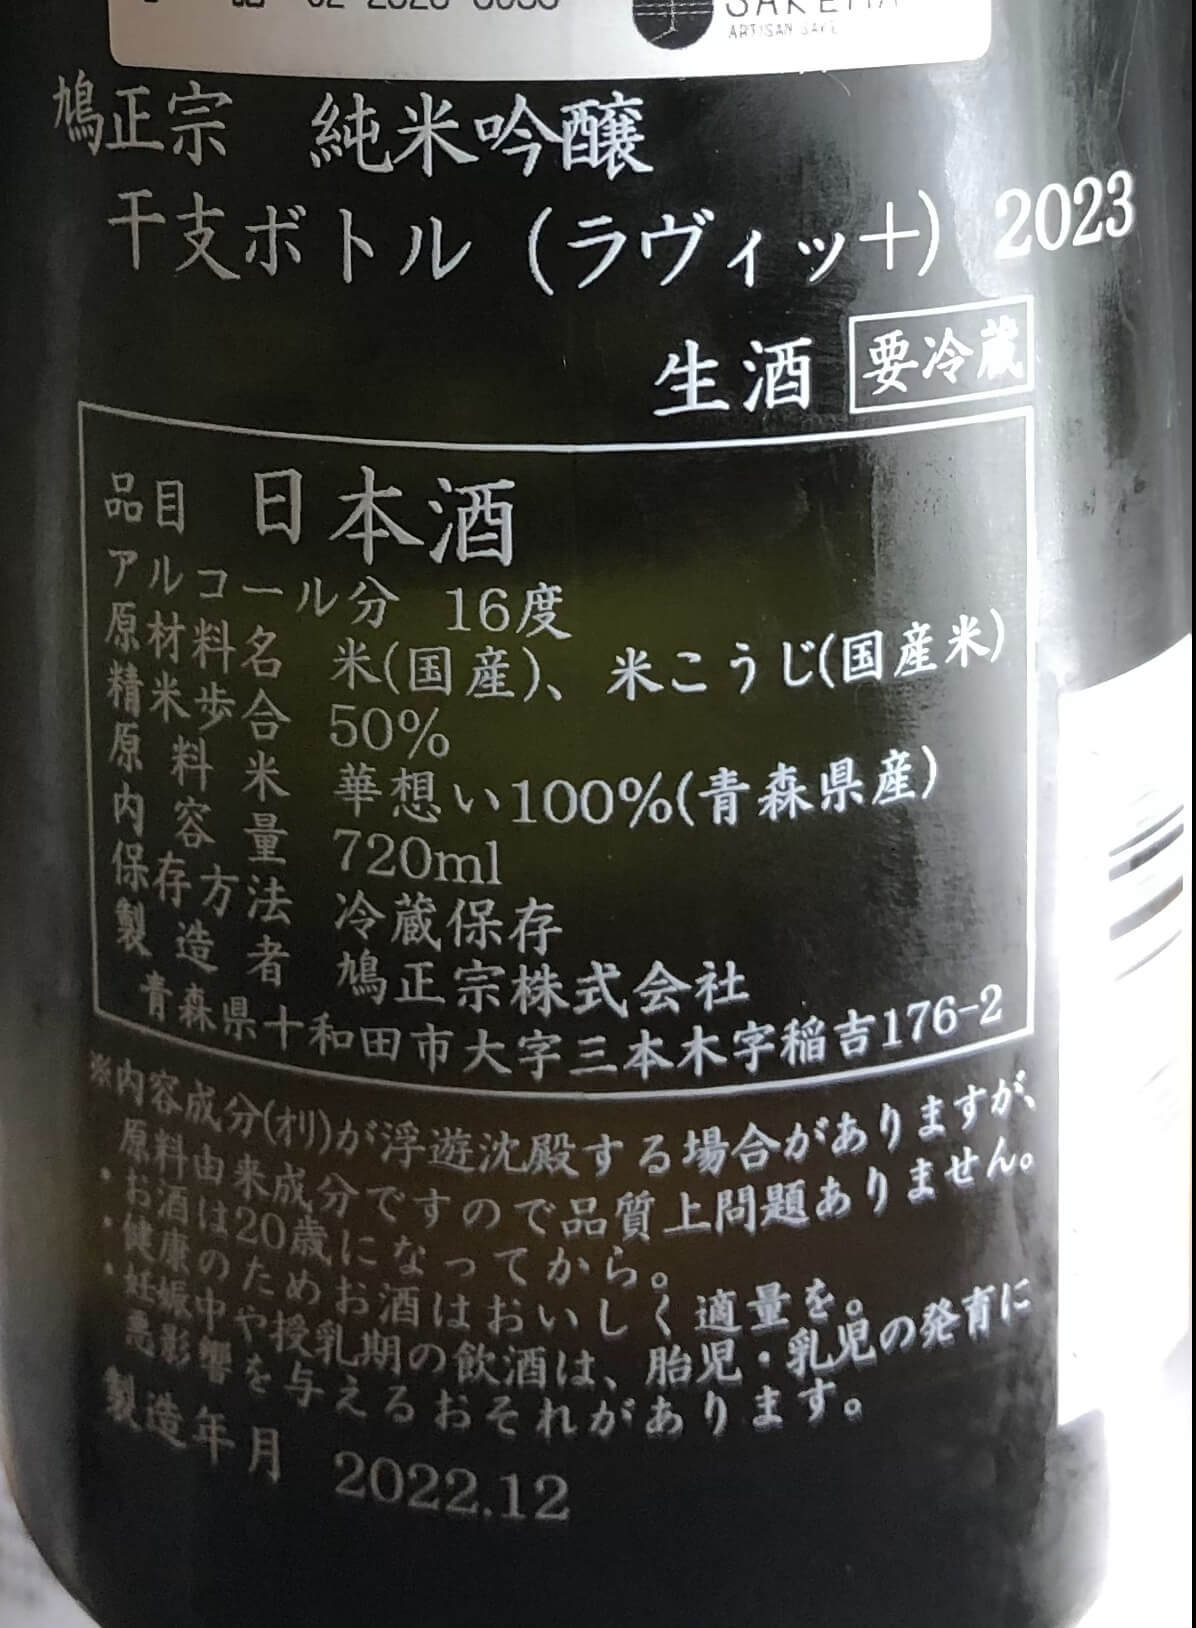 ARTISAN SAKE
鳩正宗 純米吟醸
干支ボトル (ラヴィッ十) 2023
生酒 要冷蔵
品目 日本酒
アルコール分 16度
原材料名 米(国産)、米こうじ(国産米)
精米歩合 50%
原料米 華想い100%(青森県産)
内容量 720ml
保存方法 冷蔵保存
製造者 鳩正宗株式会社
青森県十和田市大字三本木字稲吉176-2
※内容成分(オリ)が浮遊沈殿する場合がありますが、
原料由来成分ですので品質上問題ありません。
・お酒は20歳になってから。
・健康のためお酒はおいしく適量を。
・妊娠中や授乳期の飲酒は、胎児・乳児の発育に
悪影響を与えるおそれがあります。
製造年月 2022.12